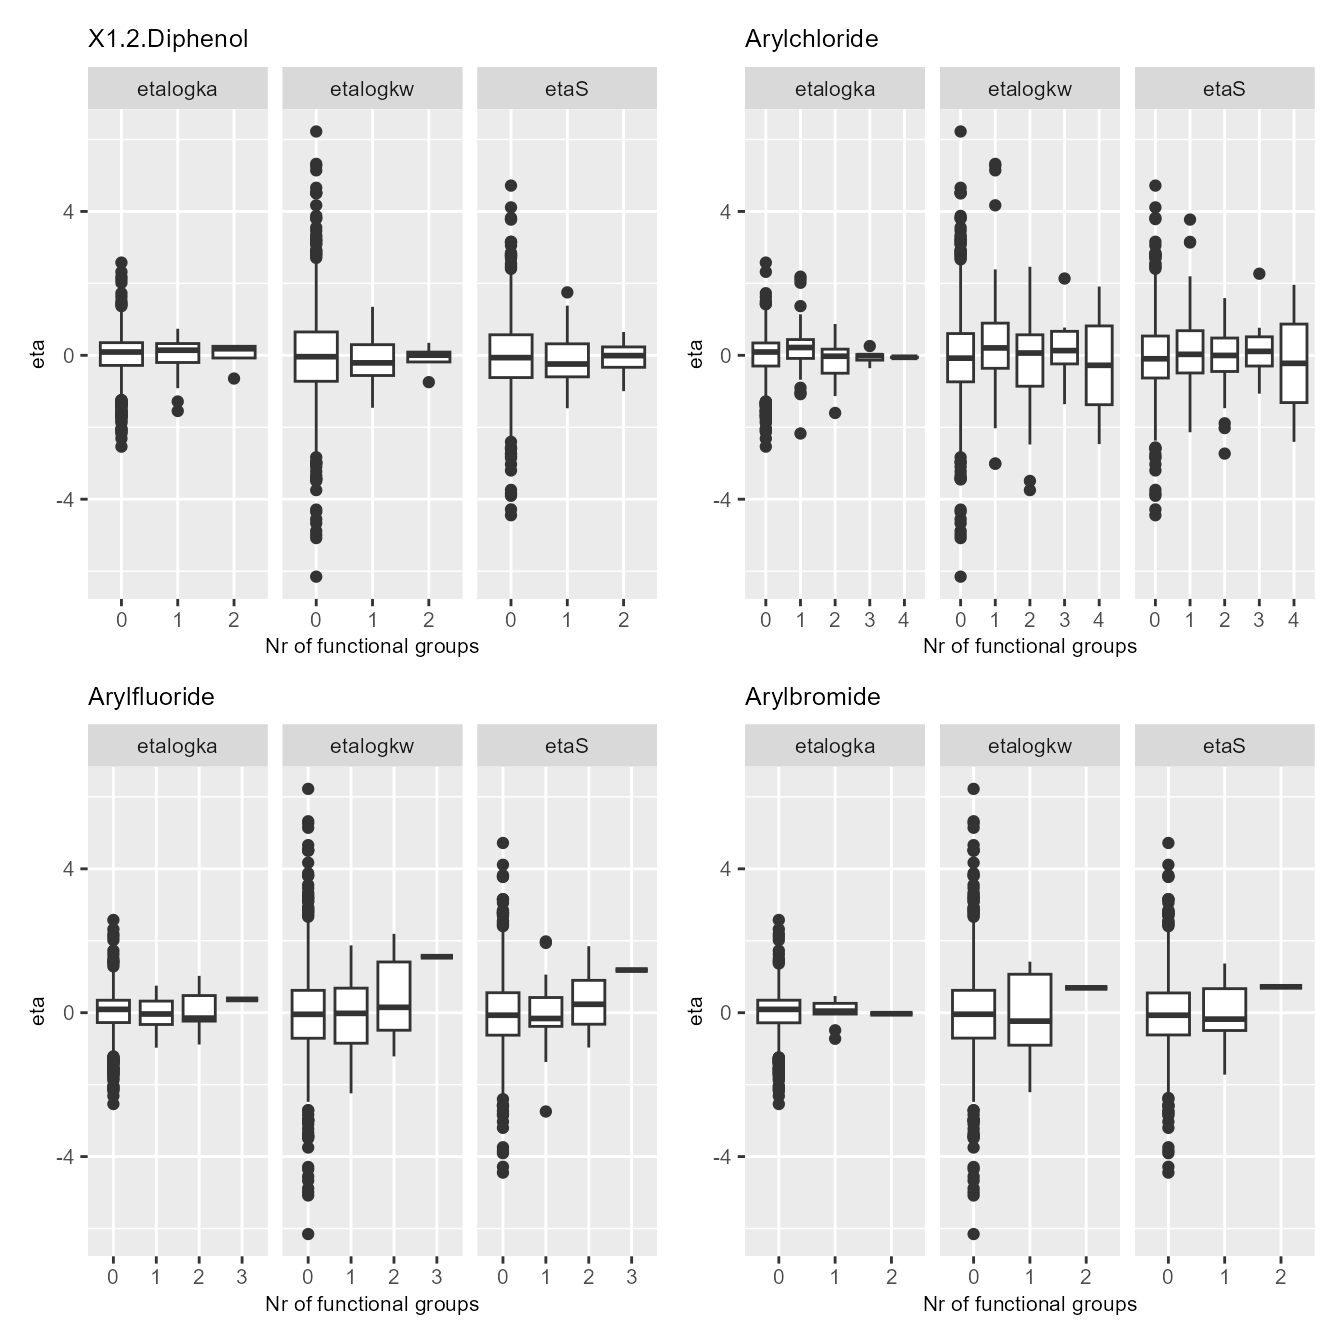 X1.2.Diphenol
etalogka etalogkw etaS
4
0
-4
eta
0 1 2 0 1 2 0 1 2
Nr of functional groups
Arylchloride
etalogka etalogkw etaS
4
0
-4
eta
0 1 2 3 4 0 1 2 3 4 0 1 2 3 4
Nr of functional groups
Arylfluoride
etalogka etalogkw etaS
4
0
-4
eta
0 1 2 3 0 1 2 3 0 1 2 3
Nr of functional groups
Arylbromide
etalogka etalogkw etaS
4
0
-4
eta
0 1 2 0 1 2 0 1 2
Nr of functional groups